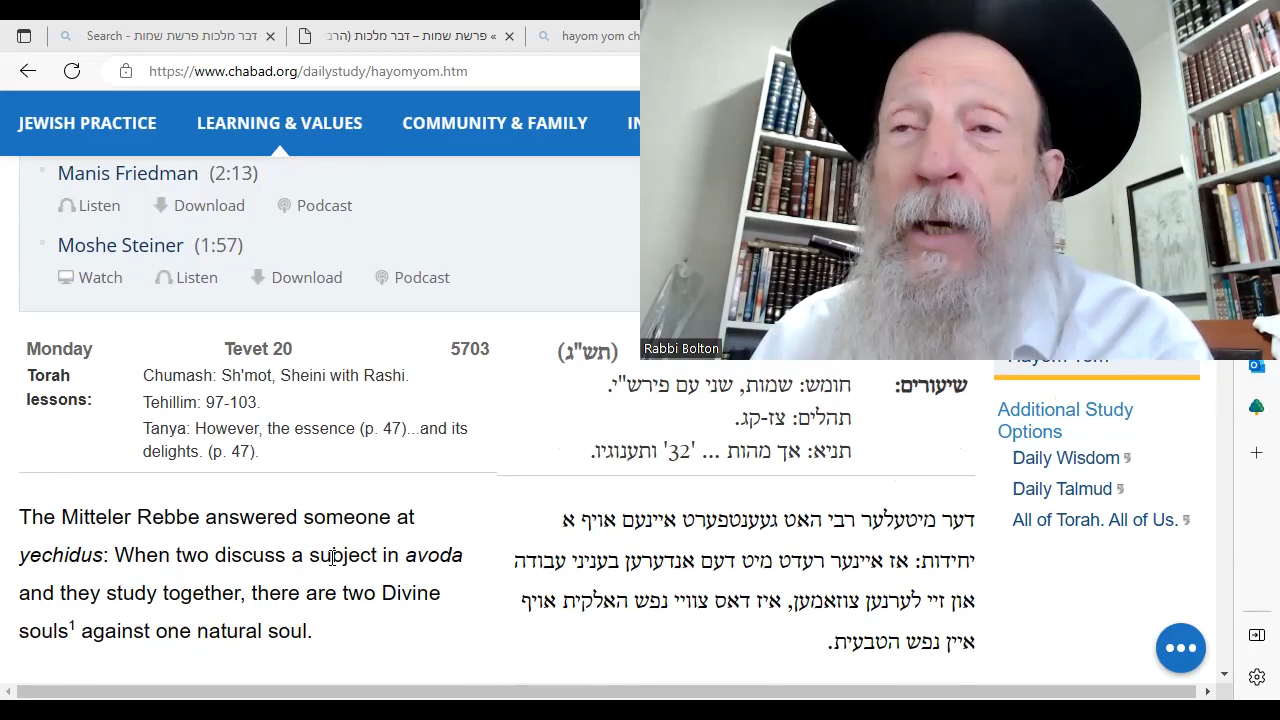 דבר מלכות פרשת שמות - Search
» פרשת שמות – דבר מלכות (הרב
hayom yom ch
https://www.chabad.org/dailystudy/hayomyom.htm
JEWISH PRACTICE LEARNING & VALUES COMMUNITY & FAMILY IN
Manis Friedman (2:13)
Listen Download Podcast
Moshe Steiner (1:57)
Watch Listen Download Podcast
Rabbi Bolton
Monday Tevet 20 5703
Torah lessons:
Chumash: Sh'mot, Sheini with Rashi.
Tehillim: 97-103.
Tanya: However, the essence (p. 47)...and its
delights. (p. 47).
(תש"ג)
שיעורים:
חומש: שמות, שני עם פירש"י.
תהלים: צז-קג.
תניא: אך מהות ... '32' ותענוגיו.
The Mitteler Rebbe answered someone at
yechidus: When two discuss a subject in avoda
and they study together, there are two Divine
souls1 against one natural soul.
דער מיטעלער רבי האט געענטפערט איינעם אויף א
יחידות: אז איינער רעדט מיט דעם אנדערען בעניני עבודה
און זיי לערנען צוזאמען, איז דאס צוויי נפש האלקית אויף
איין נפש הטבעית.
Additional Study
Options
Daily Wisdom
Daily Talmud
All of Torah. All of Us.